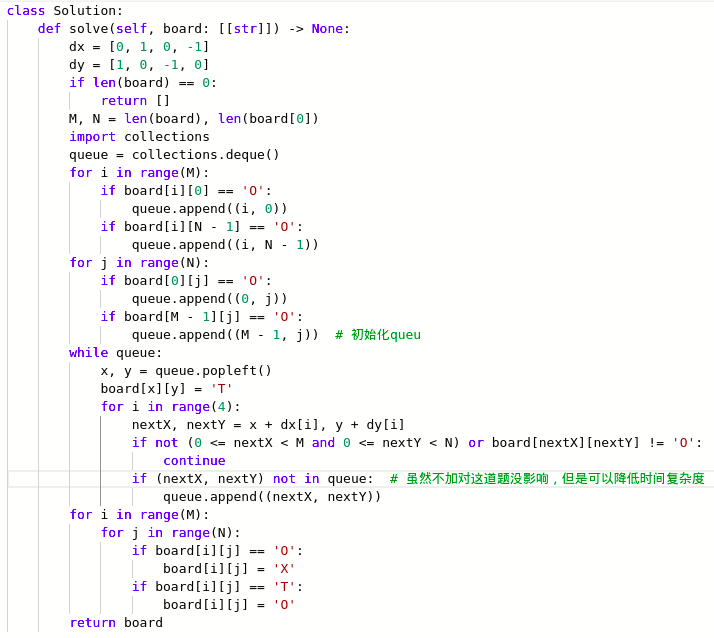 class Solution:
    def solve(self, board: [[str]]) -> None:
        dx = [0, 1, 0, -1]
        dy = [1, 0, -1, 0]
        if len(board) == 0:
            return []
        M, N = len(board), len(board[0])
        import collections
        queue = collections.deque()
        for i in range(M):
            if board[i][0] == 'O':
                queue.append((i, 0))
            if board[i][N - 1] == 'O':
                queue.append((i, N - 1))
        for j in range(N):
            if board[0][j] == 'O':
                queue.append((0, j))
            if board[M - 1][j] == 'O':
                queue.append((M - 1, j))  # 初始化queu
        while queue:
            x, y = queue.popleft()
            board[x][y] = 'T'
            for i in range(4):
                nextX, nextY = x + dx[i], y + dy[i]
                if not (0 <= nextX < M and 0 <= nextY < N) or board[nextX][nextY] != 'O':
                    continue
                if (nextX, nextY) not in queue:  # 虽然不加对这道题没影响，但是可以降低时间复杂度
                    queue.append((nextX, nextY))
        for i in range(M):
            for j in range(N):
                if board[i][j] == 'O':
                    board[i][j] = 'X'
                if board[i][j] == 'T':
                    board[i][j] = 'O'
        return board